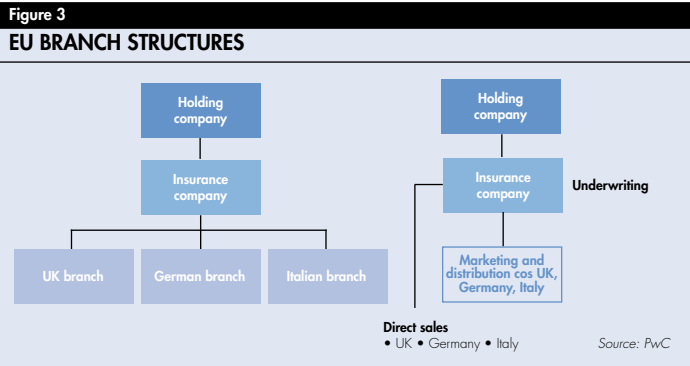 Figure 3
EU BRANCH STRUCTURES
Holding
company
Insurance
company
UK branch
German branch
Italian branch
Holding
company
Insurance
company
Underwriting
Marketing and
distribution cos UK,
Germany, Italy
Direct sales
• UK • Germany • Italy
Source: PwC